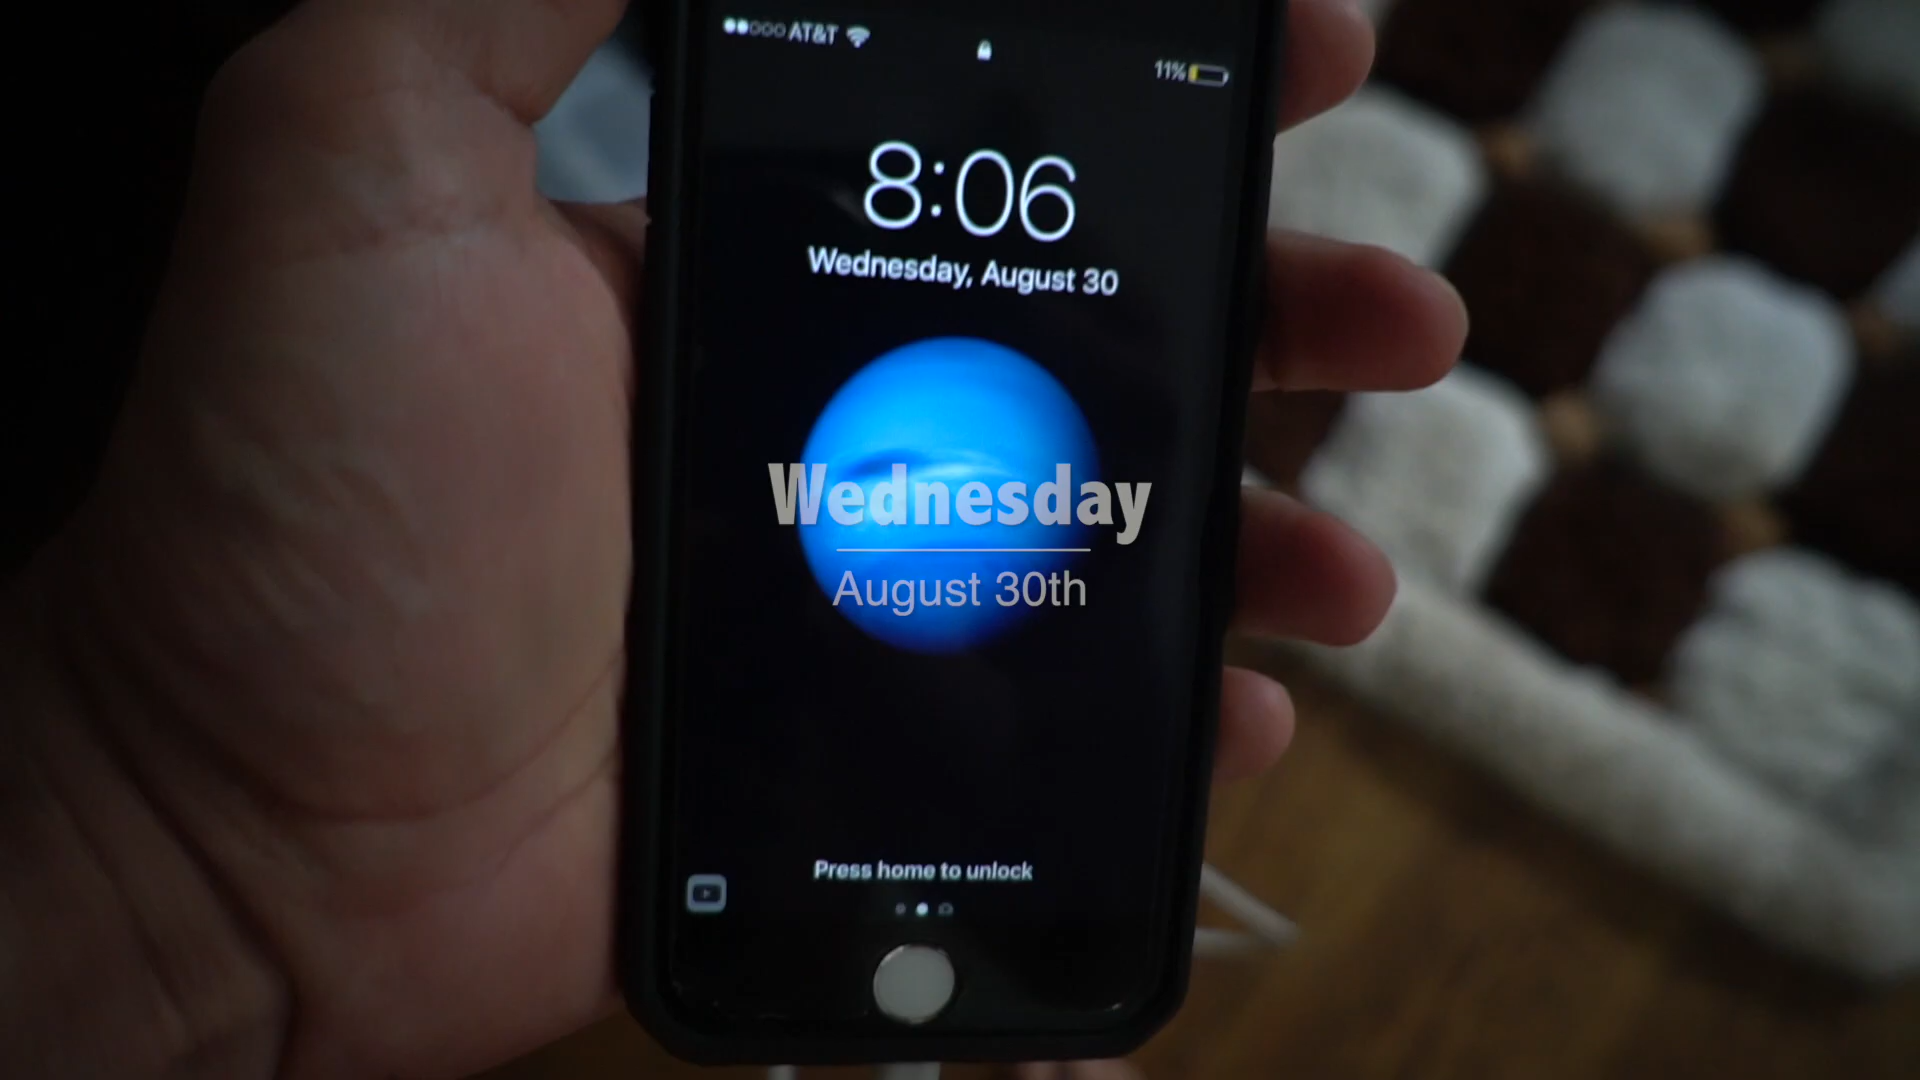 AT&T
11%
8:06
Wednesday, August 30
Wednesday
August 30th
Press home to unlock